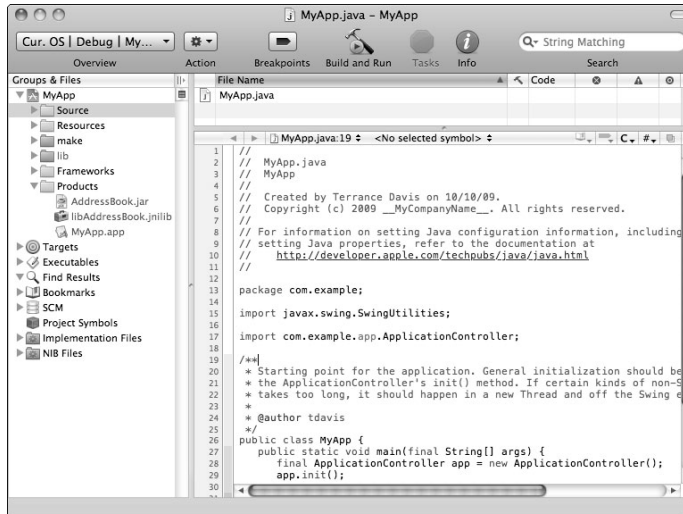 MyApp.java – MyApp
Cur. OS | Debug | My...
String Matching
Overview
Action
Breakpoints
Build and Run
Tasks
Info
Search
Groups & Files
MyApp
Source
Resources
make
lib
Frameworks
Products
AddressBook.jar
libAddressBook.jnilib
MyApp.app
Targets
Executables
Find Results
Bookmarks
SCM
Project Symbols
Implementation Files
NIB Files
File Name
Code
MyApp.java
MyApp.java:19 <No selected symbol>
C, #,
1 //
2 // MyApp.java
3 // MyApp
4 //
5 // Created by Terrance Davis on 10/10/09.
6 // Copyright (c) 2009 __MyCompanyName__. All rights reserved.
7 //
8 // For information on setting Java configuration information, including
9 // setting Java properties, refer to the documentation at
10 // http://developer.apple.com/techpubs/java/java.html
11 //
12
13 package com.example;
14
15 import javax.swing.SwingUtilities;
16
17 import com.example.app.ApplicationController;
18
19 /**
20 * Starting point for the application. General initialization should be
21 * the ApplicationController's init() method. If certain kinds of non-S
22 * takes too long, it should happen in a new Thread and off the Swing e
23 *
24 * @author tdavis
25 */
26 public class MyApp {
27 public static void main(final String[] args) {
28 final ApplicationController app = new ApplicationController();
29 app.init();
30